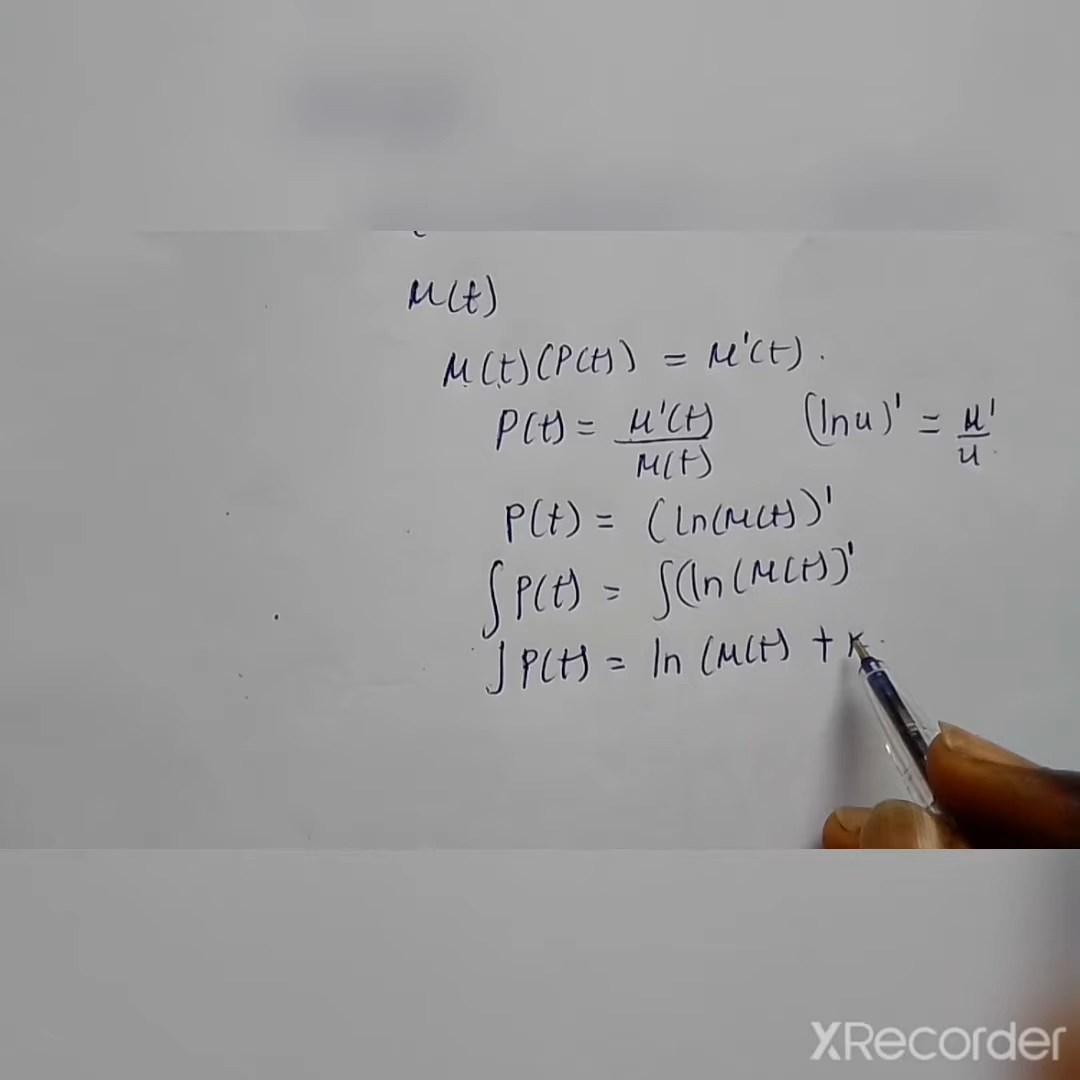 μ(t)
μ(t)(P(t)) = μ'(t).
P(t) = μ'(t)/μ(t) (ln u)' = u'/u
P(t) = (ln(μ(t))'
∫P(t) = ∫(ln(μ(t))'
∫P(t) = ln (μ(t) + K
XRecorder